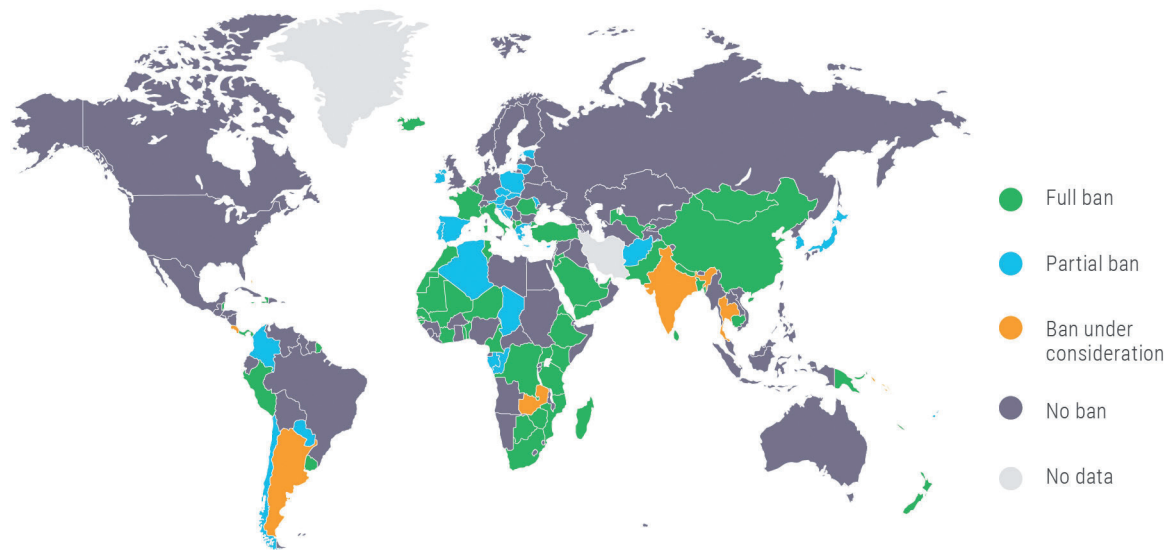 Full ban
Partial ban
Ban under
consideration
No ban
No data